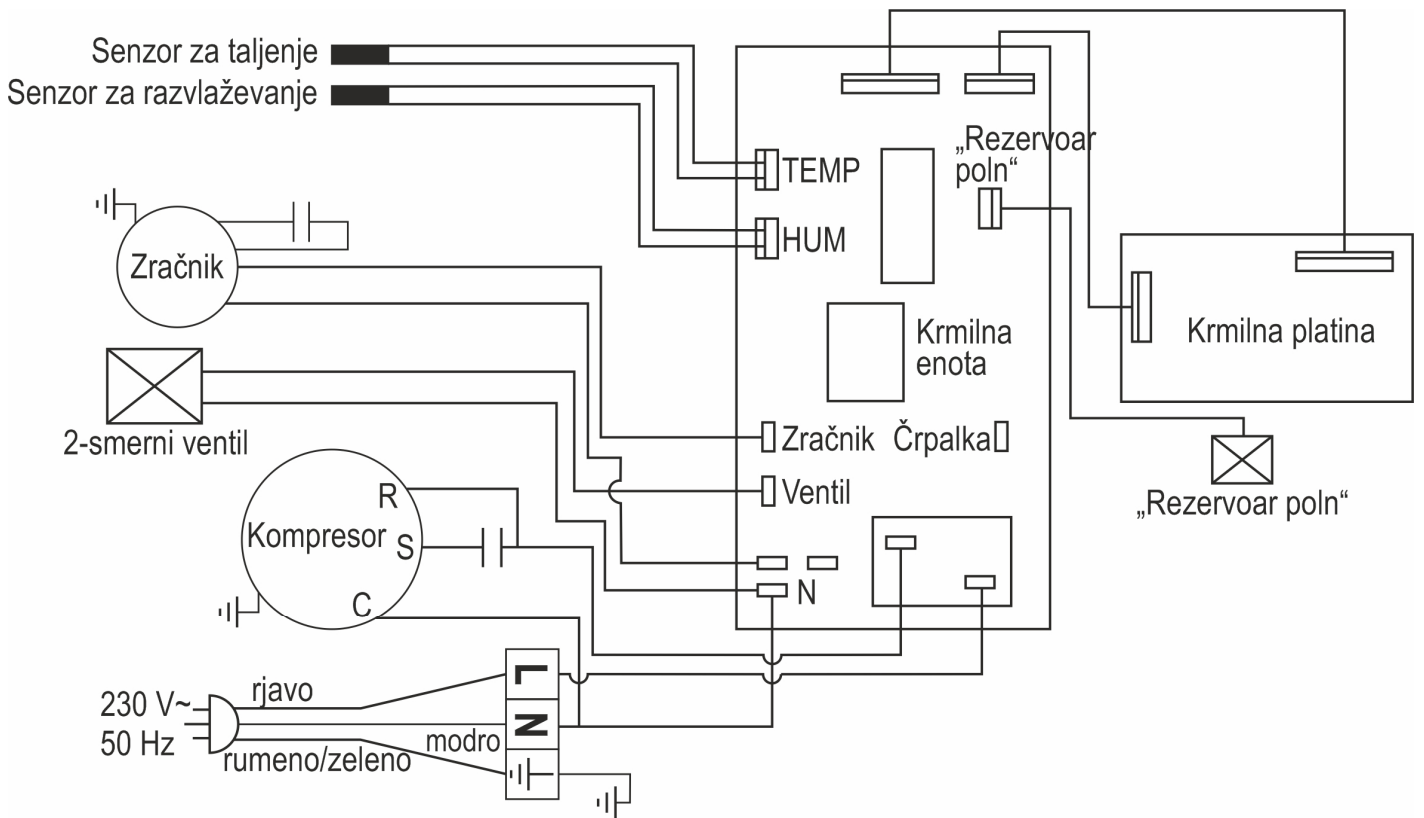 Senzor za taljenje
Senzor za razvlaževanje
TEMP
HUM
„Rezervoar
poln“
Zračnik
Krmilna
enota
Krmilna platina
2-smerni ventil
Zračnik
Črpalka
Ventil
„Rezervoar poln“
Kompresor
R
S
C
N
L
N
230 V~
50 Hz
rjavo
modro
rumeno/zeleno